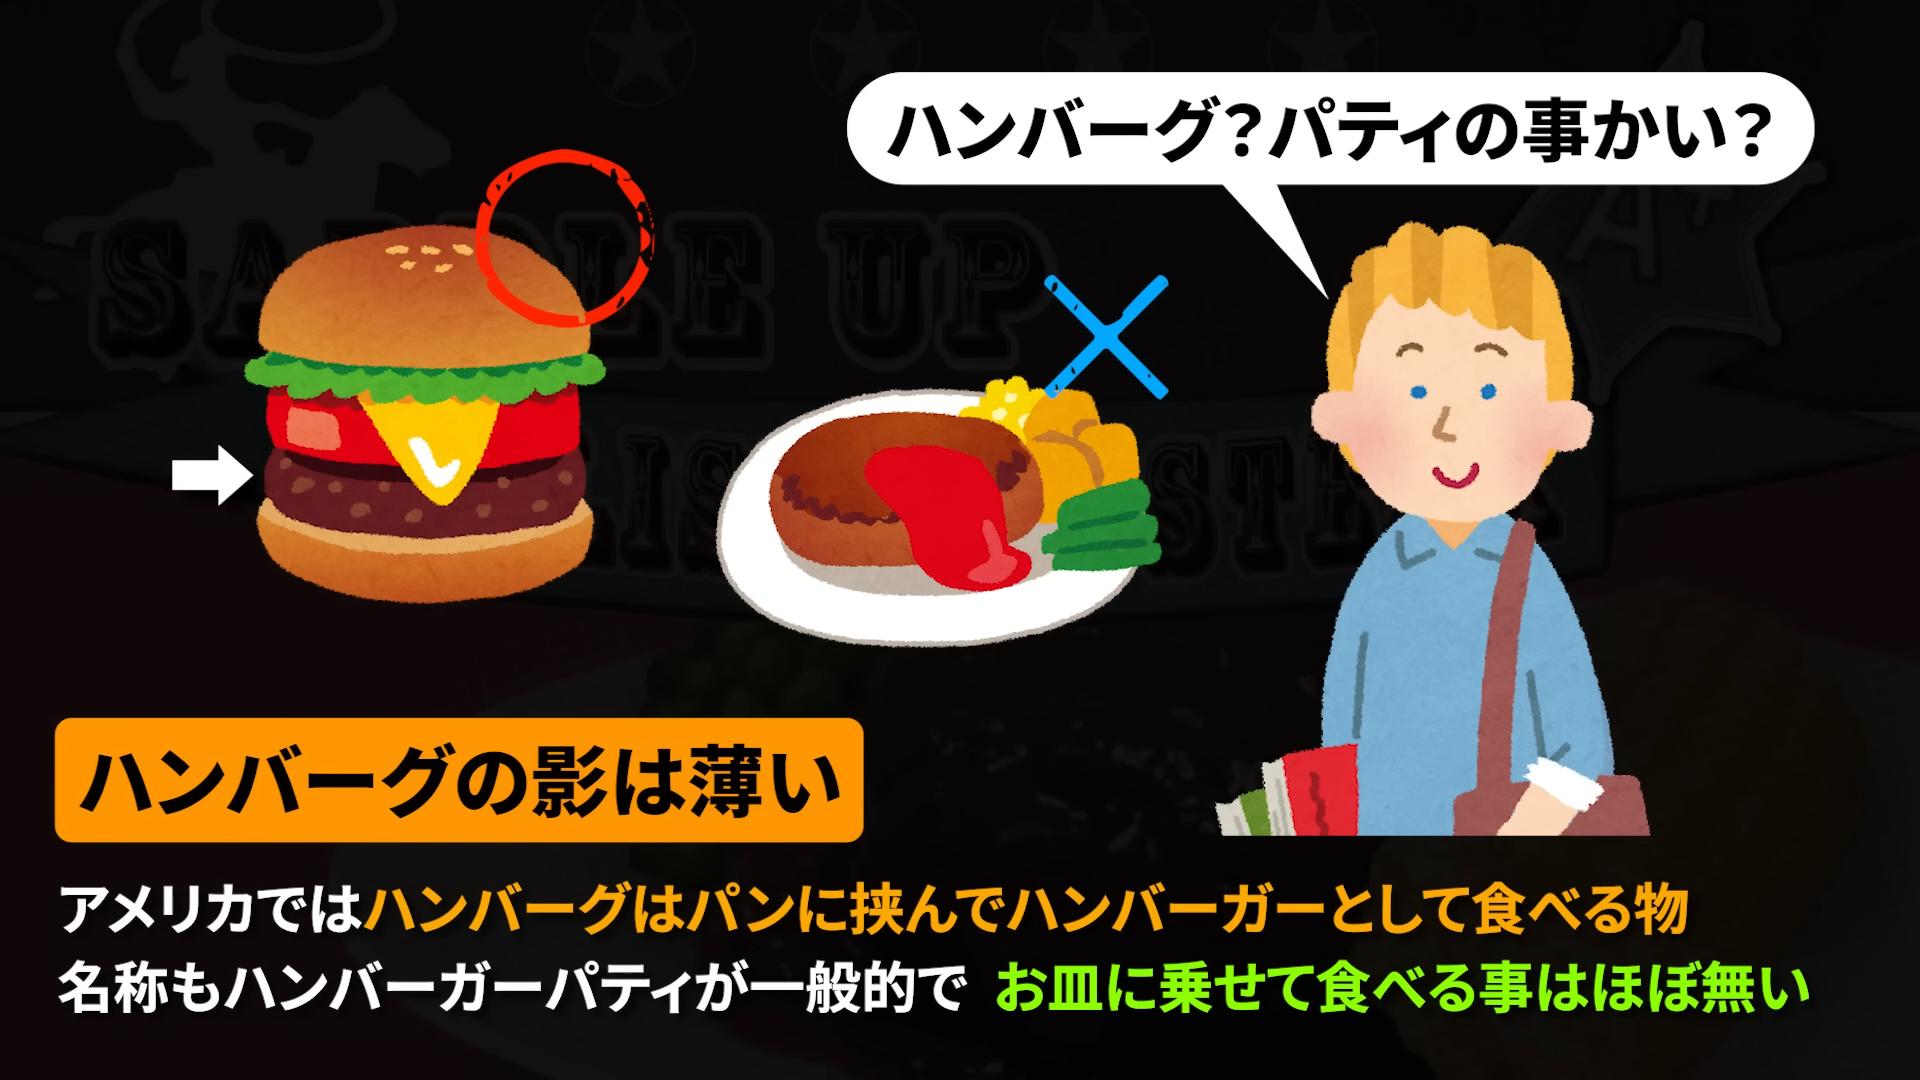 ハンバーグ?パティの事かい?
SADDLE UP
A+
ハンバーグの影は薄い
アメリカではハンバーグはパンに挟んでハンバーガーとして食べる物
名称もハンバーガーパティが一般的で お皿に乗せて食べる事はほぼ無い